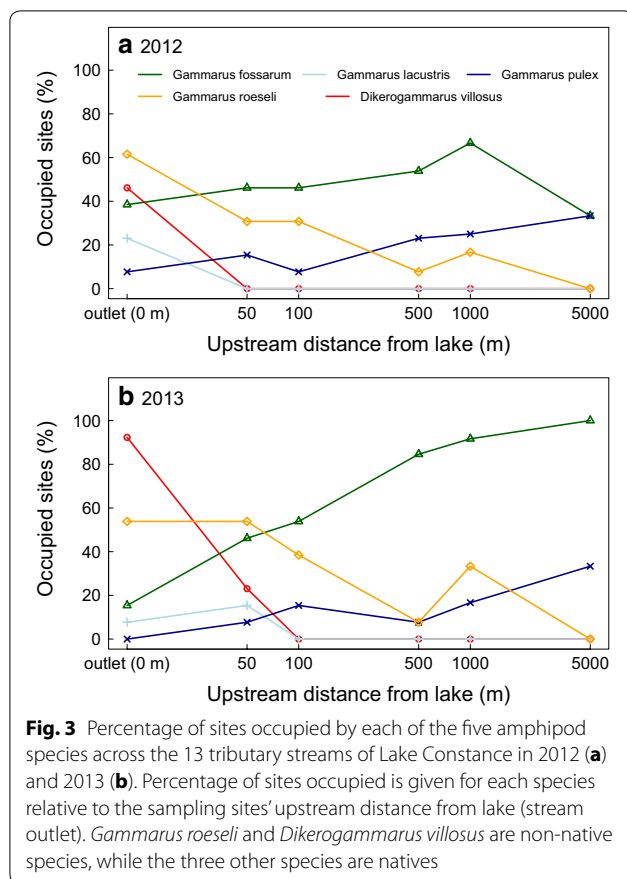 a 2012
Gammarus fossarum Gammarus lacustris Gammarus pulex
Gammarus roeseli Dikerogammarus villosus
Occupied sites (%)
100
80
60
40
20
0
outlet (0 m) 50 100 500 1000 5000
Upstream distance from lake (m)
b 2013
Occupied sites (%)
100
80
60
40
20
0
outlet (0 m) 50 100 500 1000 5000
Upstream distance from lake (m)
Fig. 3 Percentage of sites occupied by each of the five amphipod
species across the 13 tributary streams of Lake Constance in 2012 (a)
and 2013 (b). Percentage of sites occupied is given for each species
relative to the sampling sites' upstream distance from lake (stream
outlet). Gammarus roeseli and Dikerogammarus villosus are non-native
species, while the three other species are natives